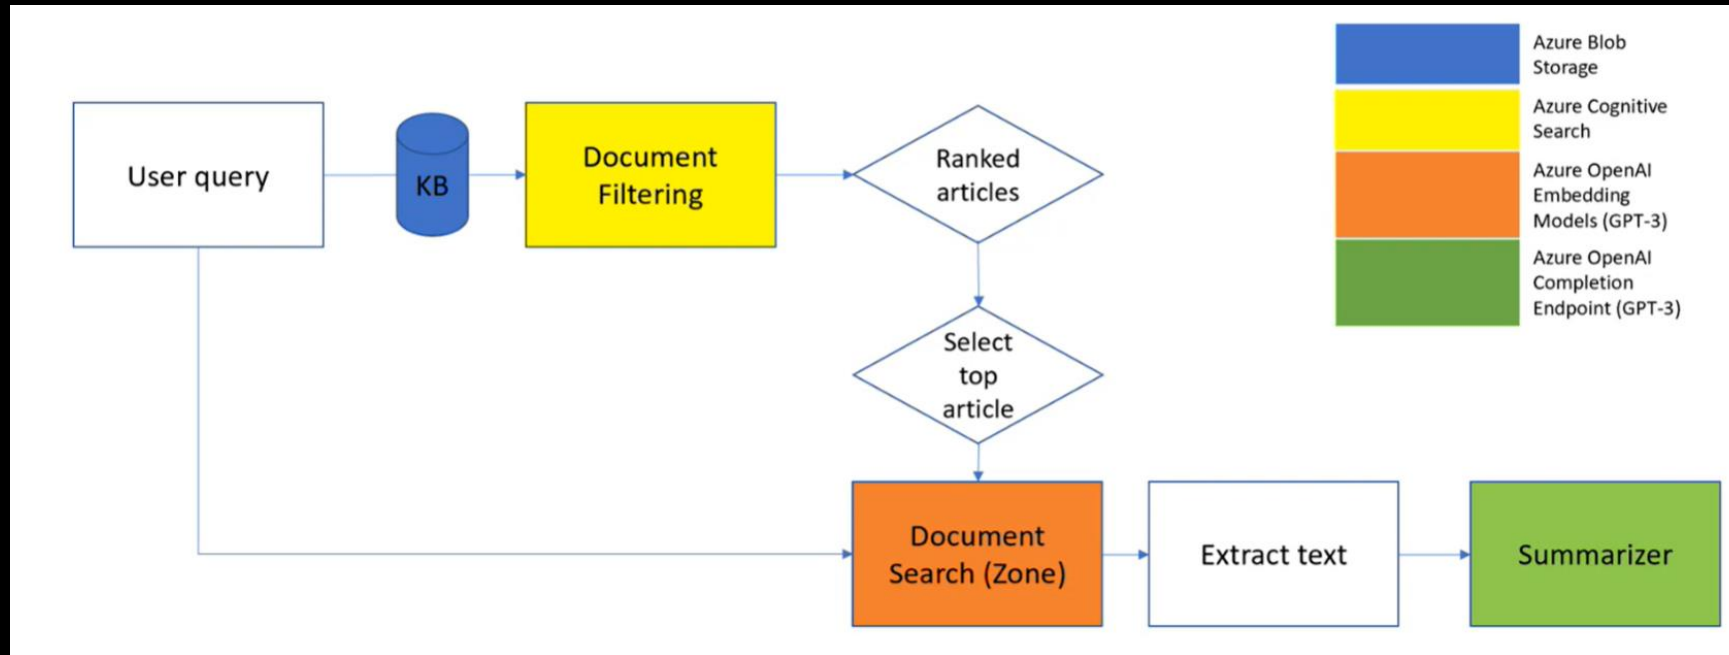 User query
KB
Document
Filtering
Ranked
articles
Select
top
article
Document
Search (Zone)
Extract text
Summarizer
Azure Blob
Storage
Azure Cognitive
Search
Azure OpenAI
Embedding
Models (GPT-3)
Azure OpenAI
Completion
Endpoint (GPT-3)